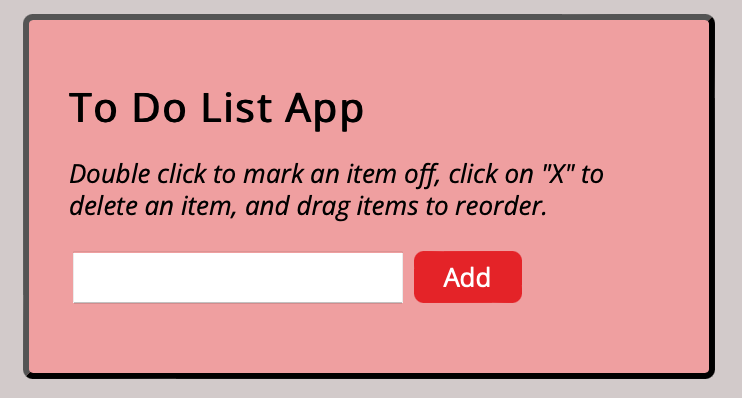 To Do List App
Double click to mark an item off, click on "X" to
delete an item, and drag items to reorder.
Add